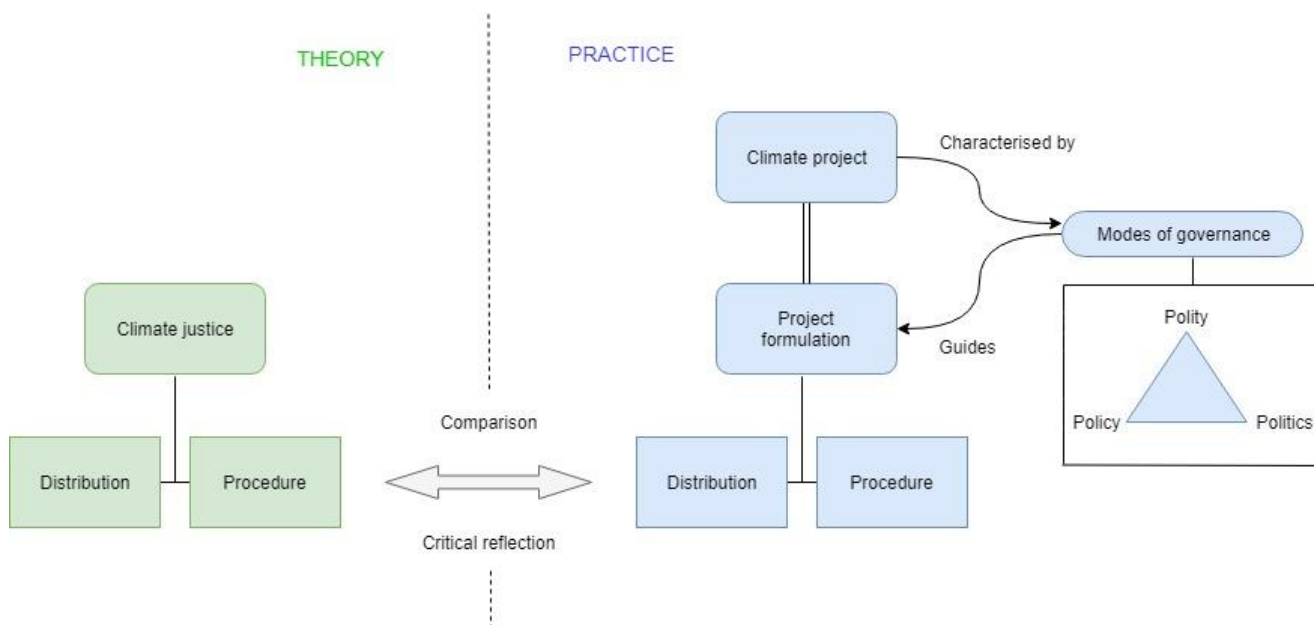 THEORY
PRACTICE
Climate project
Characterised by
Modes of governance
Climate justice
Project
formulation
Guides
Polity
Policy
Politics
Comparison
Distribution
Procedure
Distribution
Procedure
Critical reflection